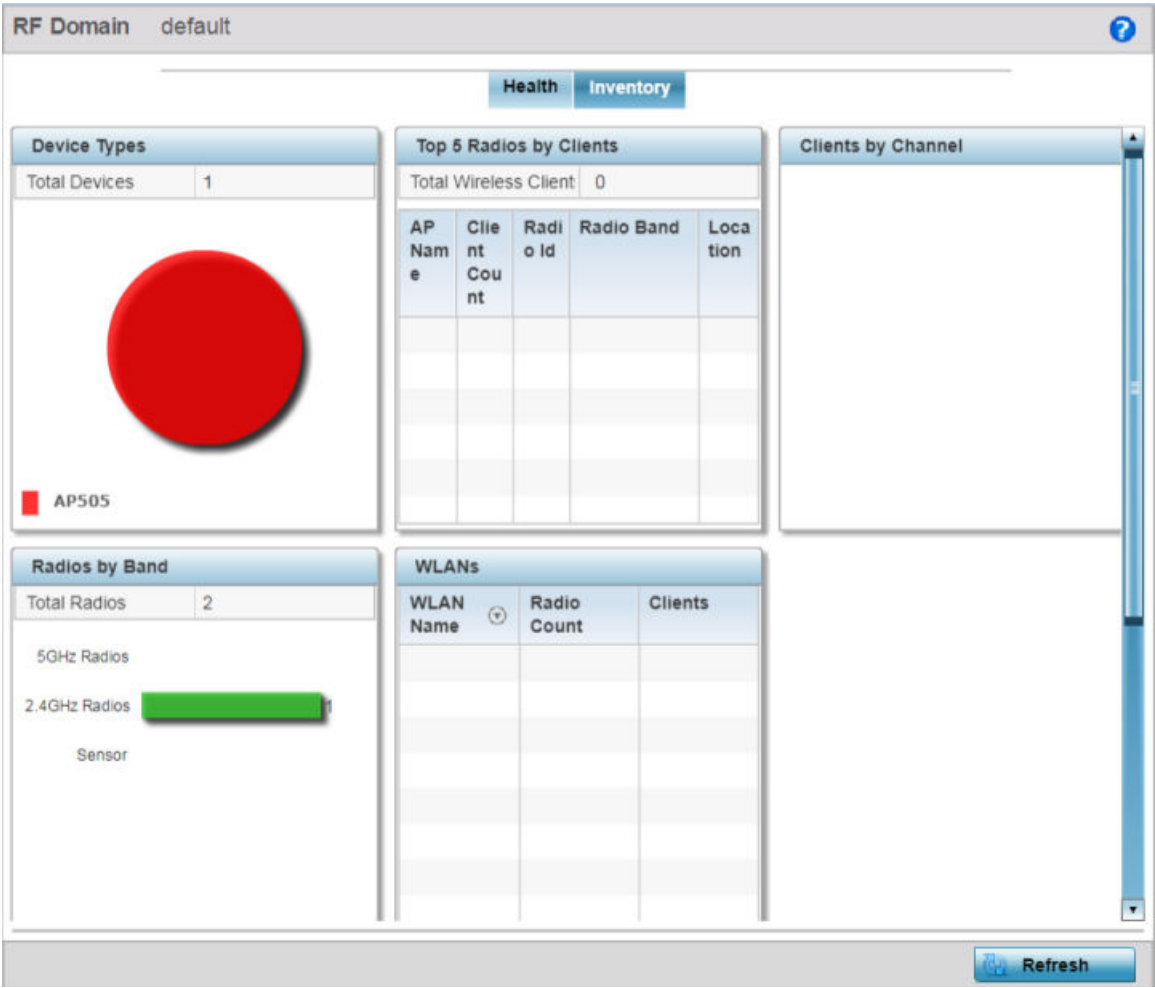 RF Domain default
Health Inventory
Device Types
Total Devices 1
AP505
Top 5 Radios by Clients
Total Wireless Client 0
AP Nam e
Clie nt Cou nt
Radi o Id
Radio Band
Loca tion
Clients by Channel
Radios by Band
Total Radios 2
5GHz Radios
2.4GHz Radios 1
Sensor
WLANs
WLAN Name
Radio Count
Clients
Refresh